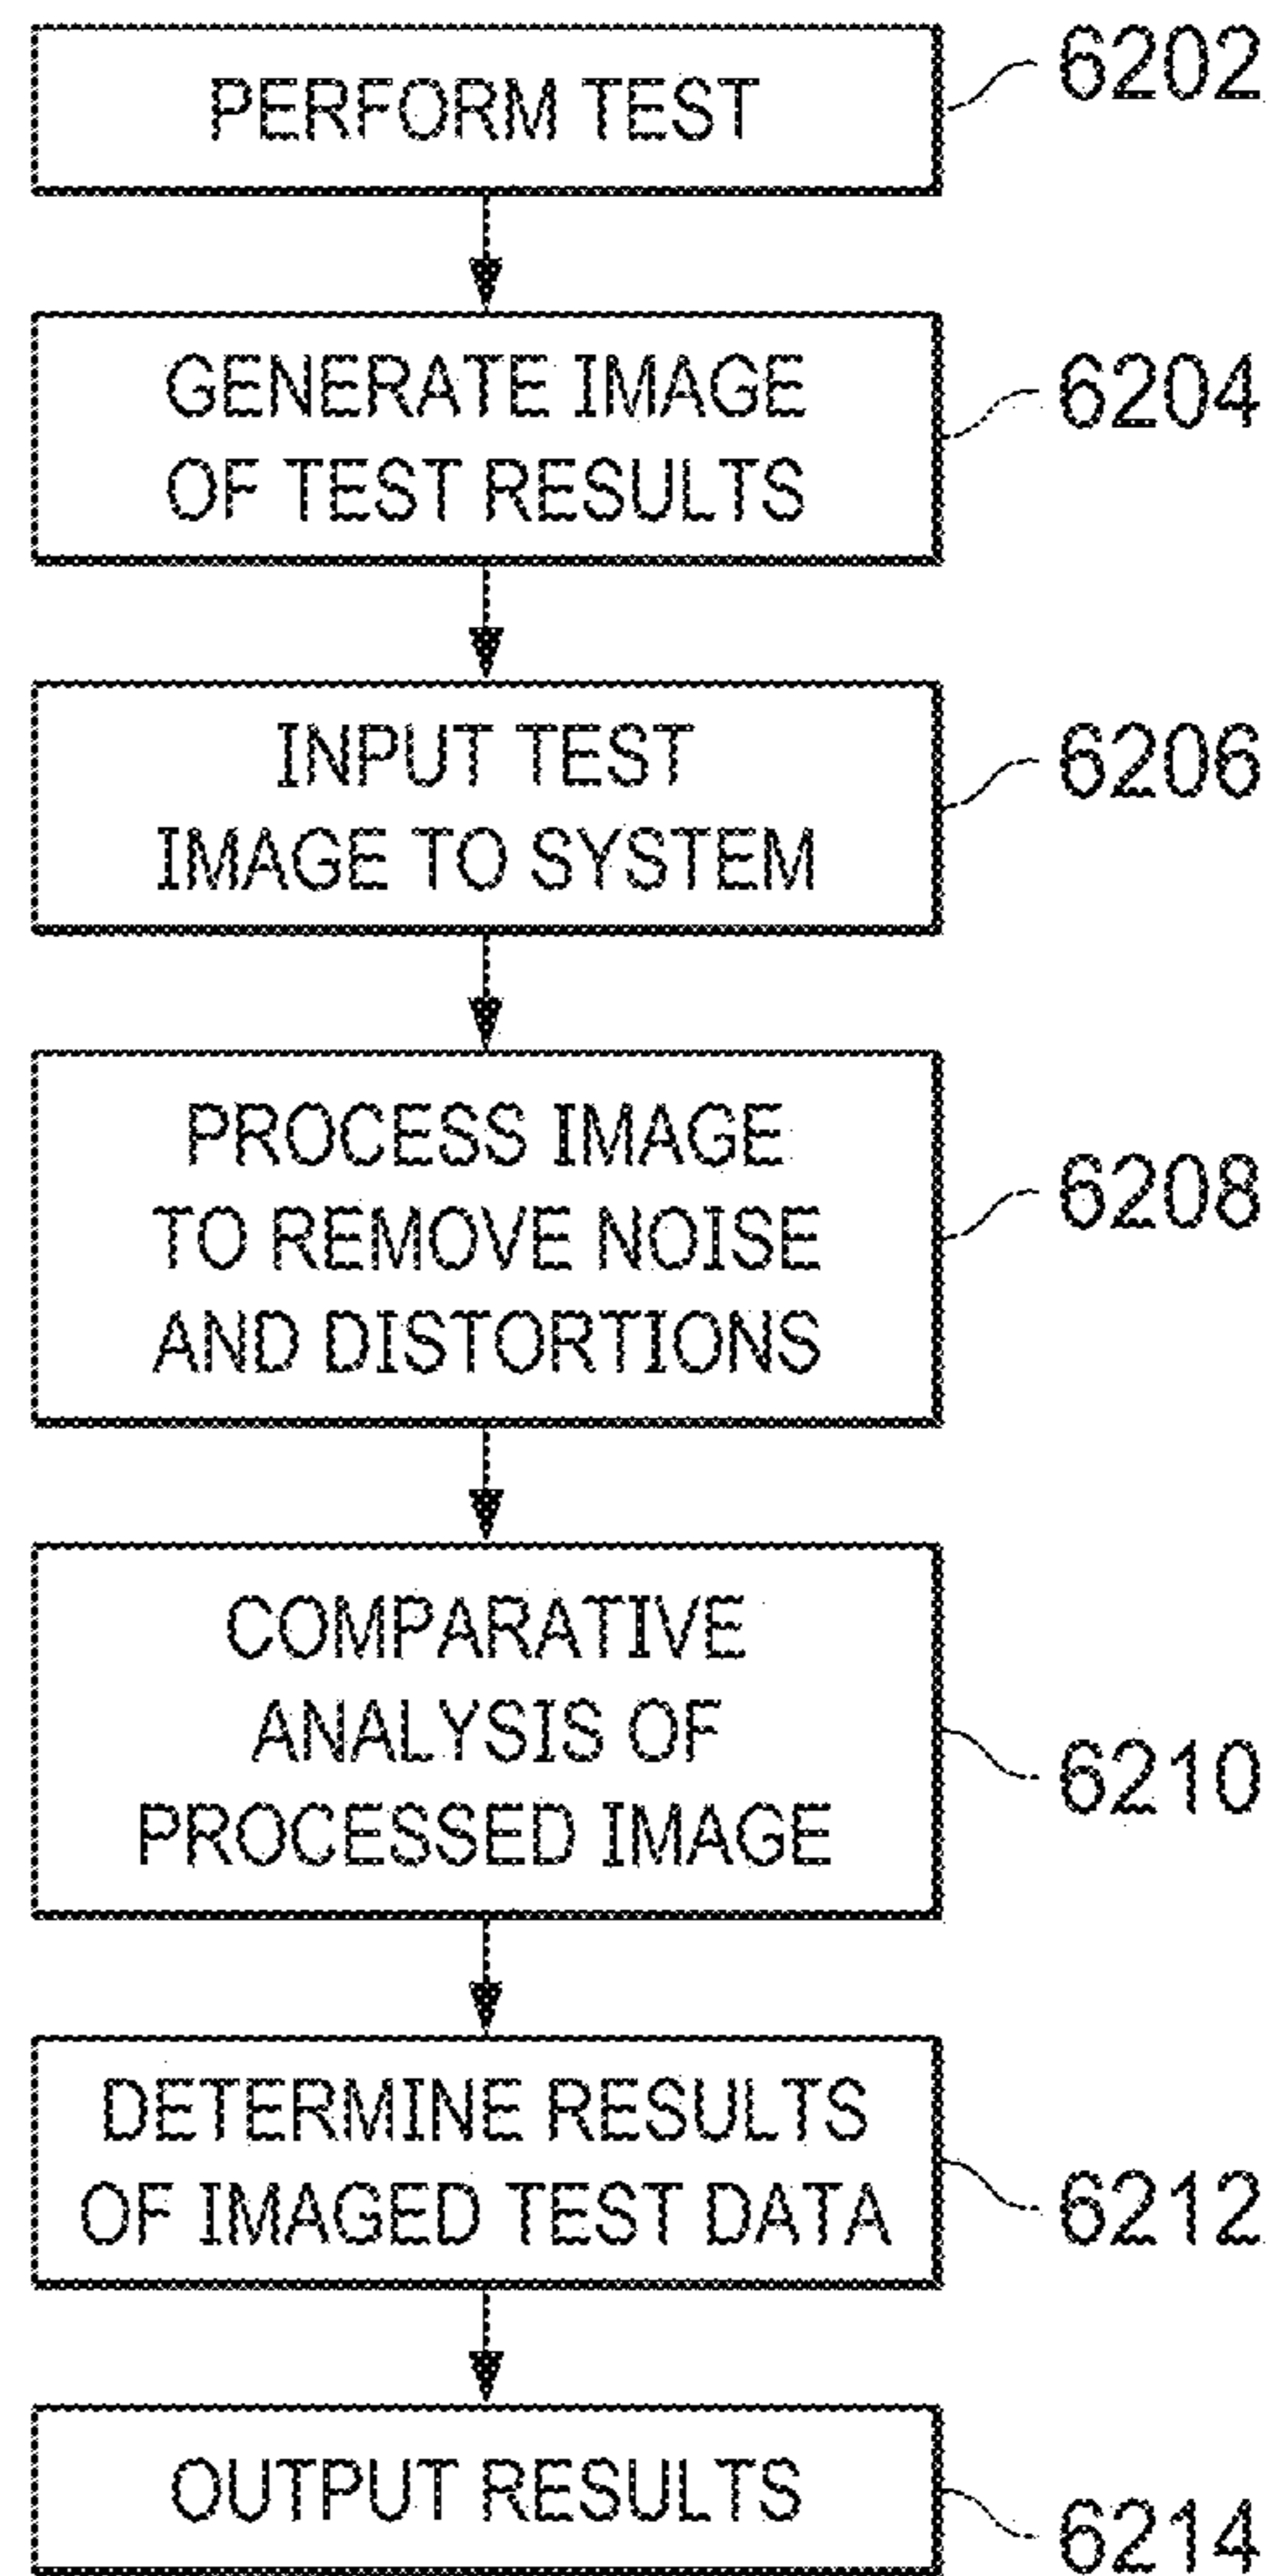 PERFORM TEST
6202
GENERATE IMAGE
OF TEST RESULTS
6204
INPUT TEST
IMAGE TO SYSTEM
6206
PROCESS IMAGE
TO REMOVE NOISE
AND DISTORTIONS
6208
COMPARATIVE
ANALYSIS OF
PROCESSED IMAGE
6210
DETERMINE RESULTS
OF IMAGED TEST DATA
6212
OUTPUT RESULTS
6214